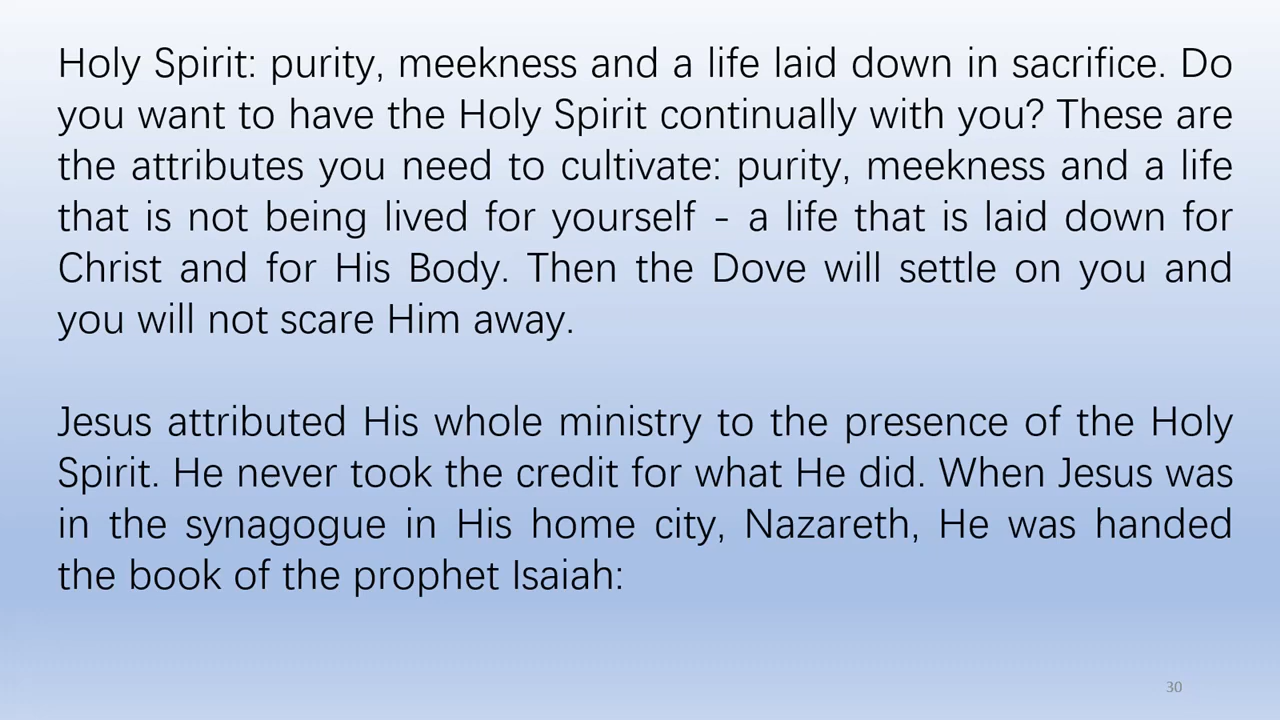 Holy Spirit: purity, meekness and a life laid down in sacrifice. Do
you want to have the Holy Spirit continually with you? These are
the attributes you need to cultivate: purity, meekness and a life
that is not being lived for yourself - a life that is laid down for
Christ and for His Body. Then the Dove will settle on you and
you will not scare Him away.
Jesus attributed His whole ministry to the presence of the Holy
Spirit. He never took the credit for what He did. When Jesus was
in the synagogue in His home city, Nazareth, He was handed
the book of the prophet Isaiah:
30